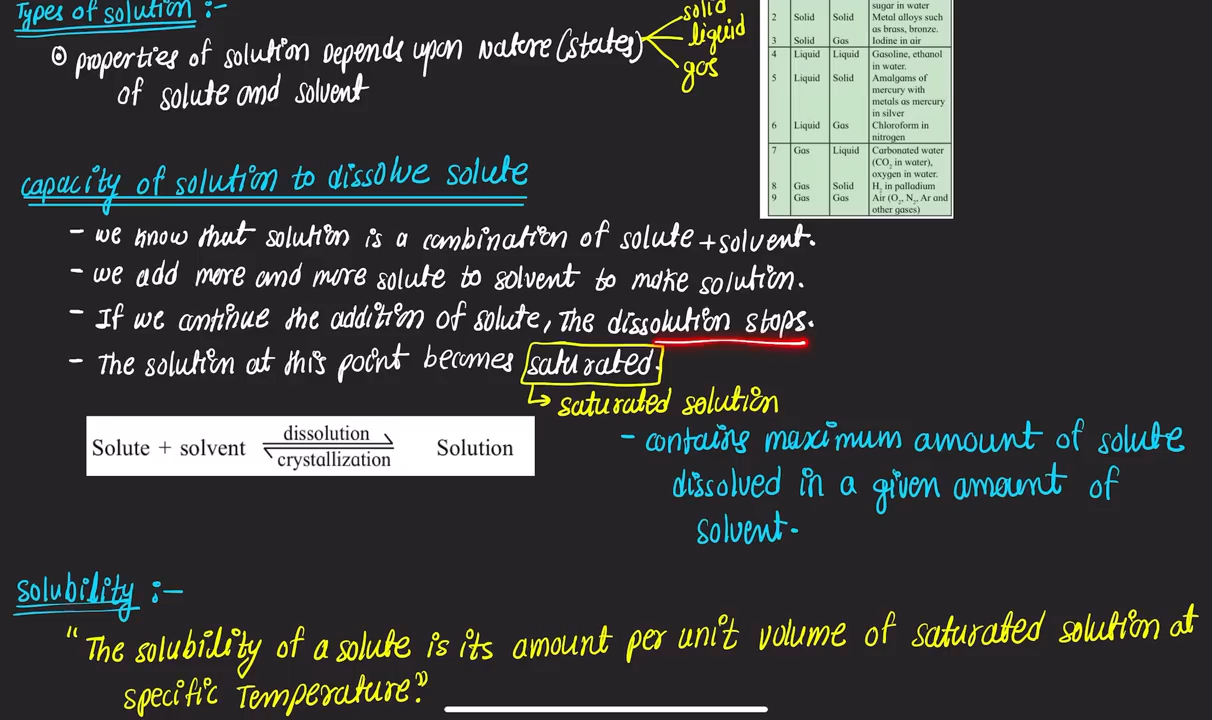 Types of solution :-
⊙ properties of solution depends upon Nature (states)
of solute and solvent
solid
liquid
gas
sugar in water
2 Solid Solid Metal alloys such
as brass, bronze.
3 Solid Gas Iodine in air
4 Liquid Liquid Gasoline, ethanol
in water.
5 Liquid Solid Amalgams of
mercury with
metals as mercury
in silver
6 Liquid Gas Chloroform in
nitrogen
7 Gas Liquid Carbonated water
(CO₂ in water),
oxygen in water.
8 Gas Solid H₂ in palladium
9 Gas Gas Air (O₂, N₂, Ar and
other gases)
capacity of solution to dissolve solute
- we know that solution is a combination of solute + solvent.
- we add more and more solute to solvent to make solution.
- If we continue the addition of solute, The dissolution stops.
- The solution at this point becomes saturated.
↳ saturated solution
- contains maximum amount of solute
dissolved in a given amount of
solvent.
Solute + solvent ⇌ Solution
dissolution
crystallization
Solubility :-
"The solubility of a solute is its amount per unit volume of saturated solution at
specific Temperature."